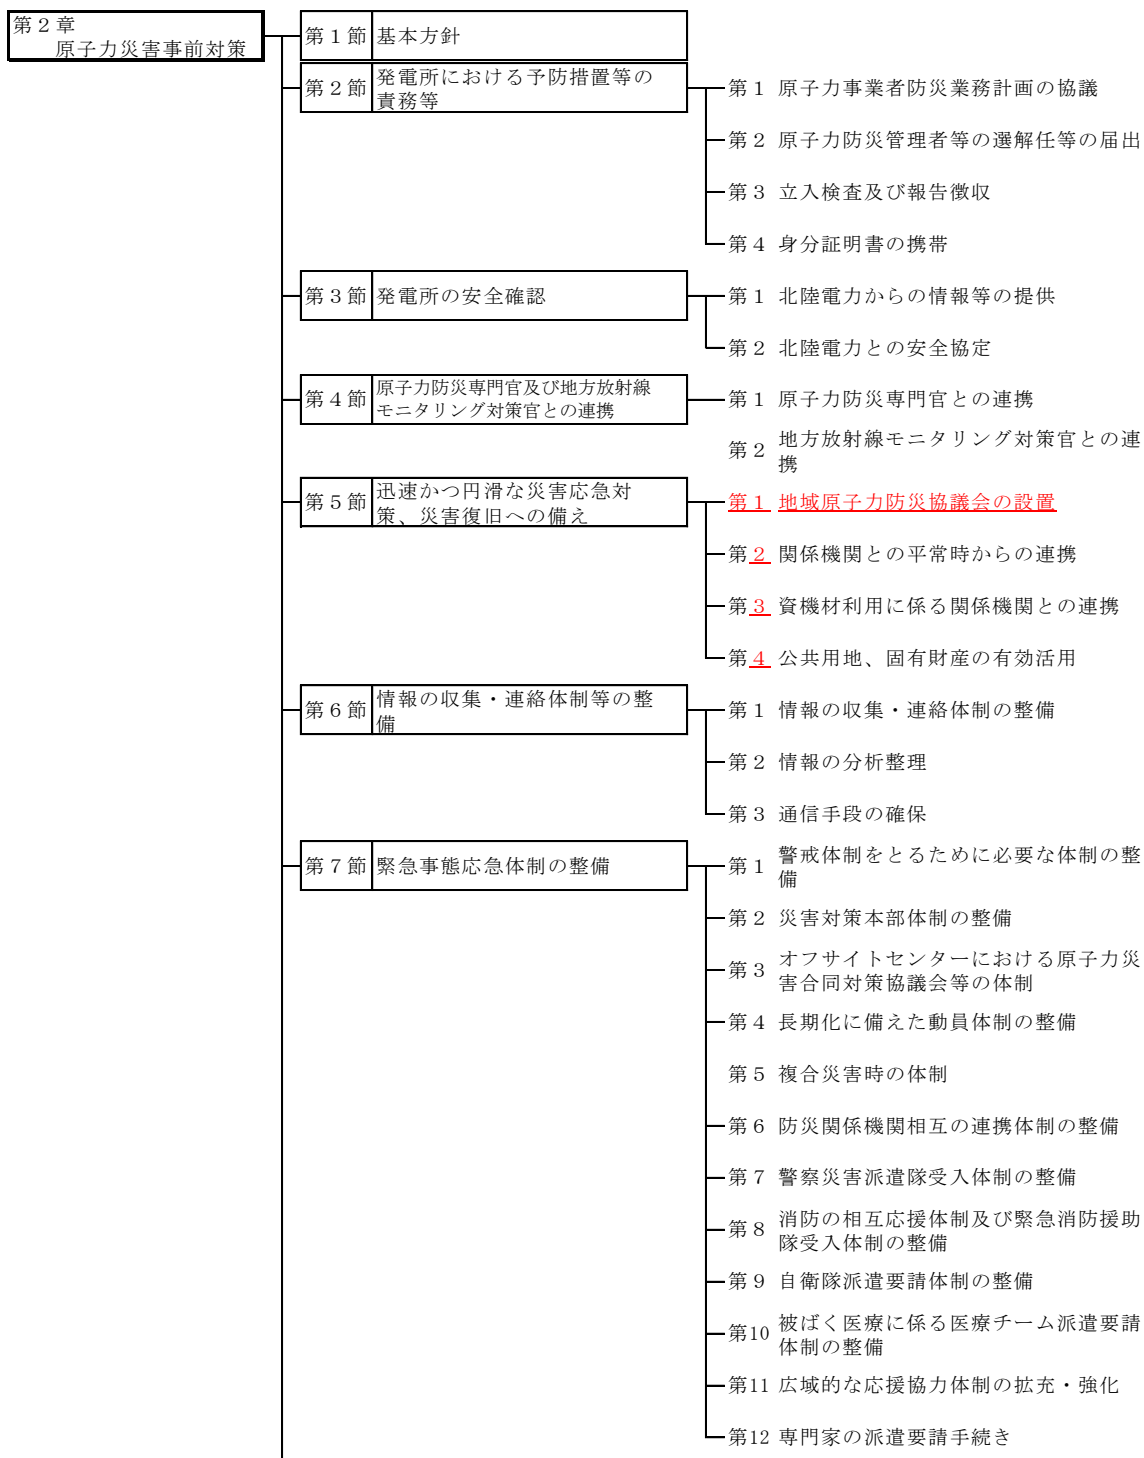 第２章
原子力災害事前対策
第１節 基本方針
第２節 発電所における予防措置等の
責務等
第１ 原子力事業者防災業務計画の協議
第２ 原子力防災管理者等の選解任等の届出
第３ 立入検査及び報告徴収
第４ 身分証明書の携帯
第３節 発電所の安全確認
第１ 北陸電力からの情報等の提供
第２ 北陸電力との安全協定
第４節 原子力防災専門官及び地方放射線
モニタリング対策官との連携
第１ 原子力防災専門官との連携
第２ 地方放射線モニタリング対策官との連
携
第５節 迅速かつ円滑な災害応急対
策、災害復旧への備え
第１ 地域原子力防災協議会の設置
第２ 関係機関との平常時からの連携
第３ 資機材利用に係る関係機関との連携
第４ 公共用地、固有財産の有効活用
第６節 情報の収集・連絡体制等の整
備
第１ 情報の収集・連絡体制の整備
第２ 情報の分析整理
第３ 通信手段の確保
第７節 緊急事態応急体制の整備
第１ 警戒体制をとるために必要な体制の整
備
第２ 災害対策本部体制の整備
第３ オフサイトセンターにおける原子力災
害合同対策協議会等の体制
第４ 長期化に備えた動員体制の整備
第５ 複合災害時の体制
第６ 防災関係機関相互の連携体制の整備
第７ 警察災害派遣隊受入体制の整備
第８ 消防の相互応援体制及び緊急消防援助
隊受入体制の整備
第９ 自衛隊派遣要請体制の整備
第10 被ばく医療に係る医療チーム派遣要請
体制の整備
第11 広域的な応援協力体制の拡充・強化
第12 専門家の派遣要請手続き